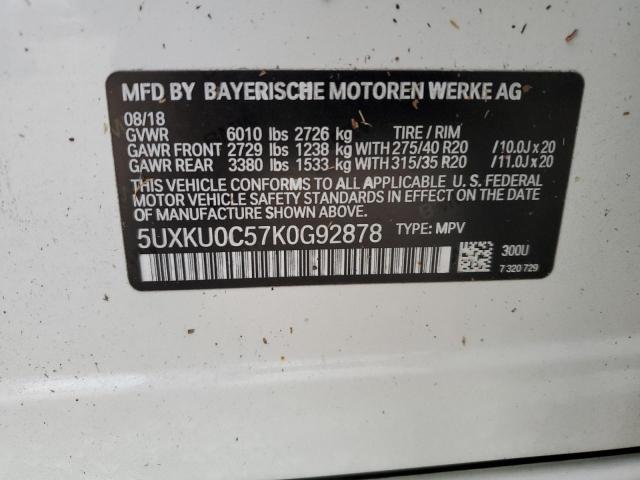 MFD BY BAYERISCHE MOTOREN WERKE AG
08/18
GVWR 6010 lbs 2726 kg TIRE / RIM
GAWR FRONT 2729 lbs 1238 kg WITH 275/40 R20 / 10.0J x 20
GAWR REAR 3380 lbs 1533 kg WITH 315/35 R20 / 11.0J x 20
THIS VEHICLE CONFORMS TO ALL APPLICABLE U. S. FEDERAL
MOTOR VEHICLE SAFETY STANDARDS IN EFFECT ON THE DATE
OF MANUFACTURE SHOWN ABOVE.
5UXKU0C57K0G92878 TYPE: MPV
300U
7 320 729